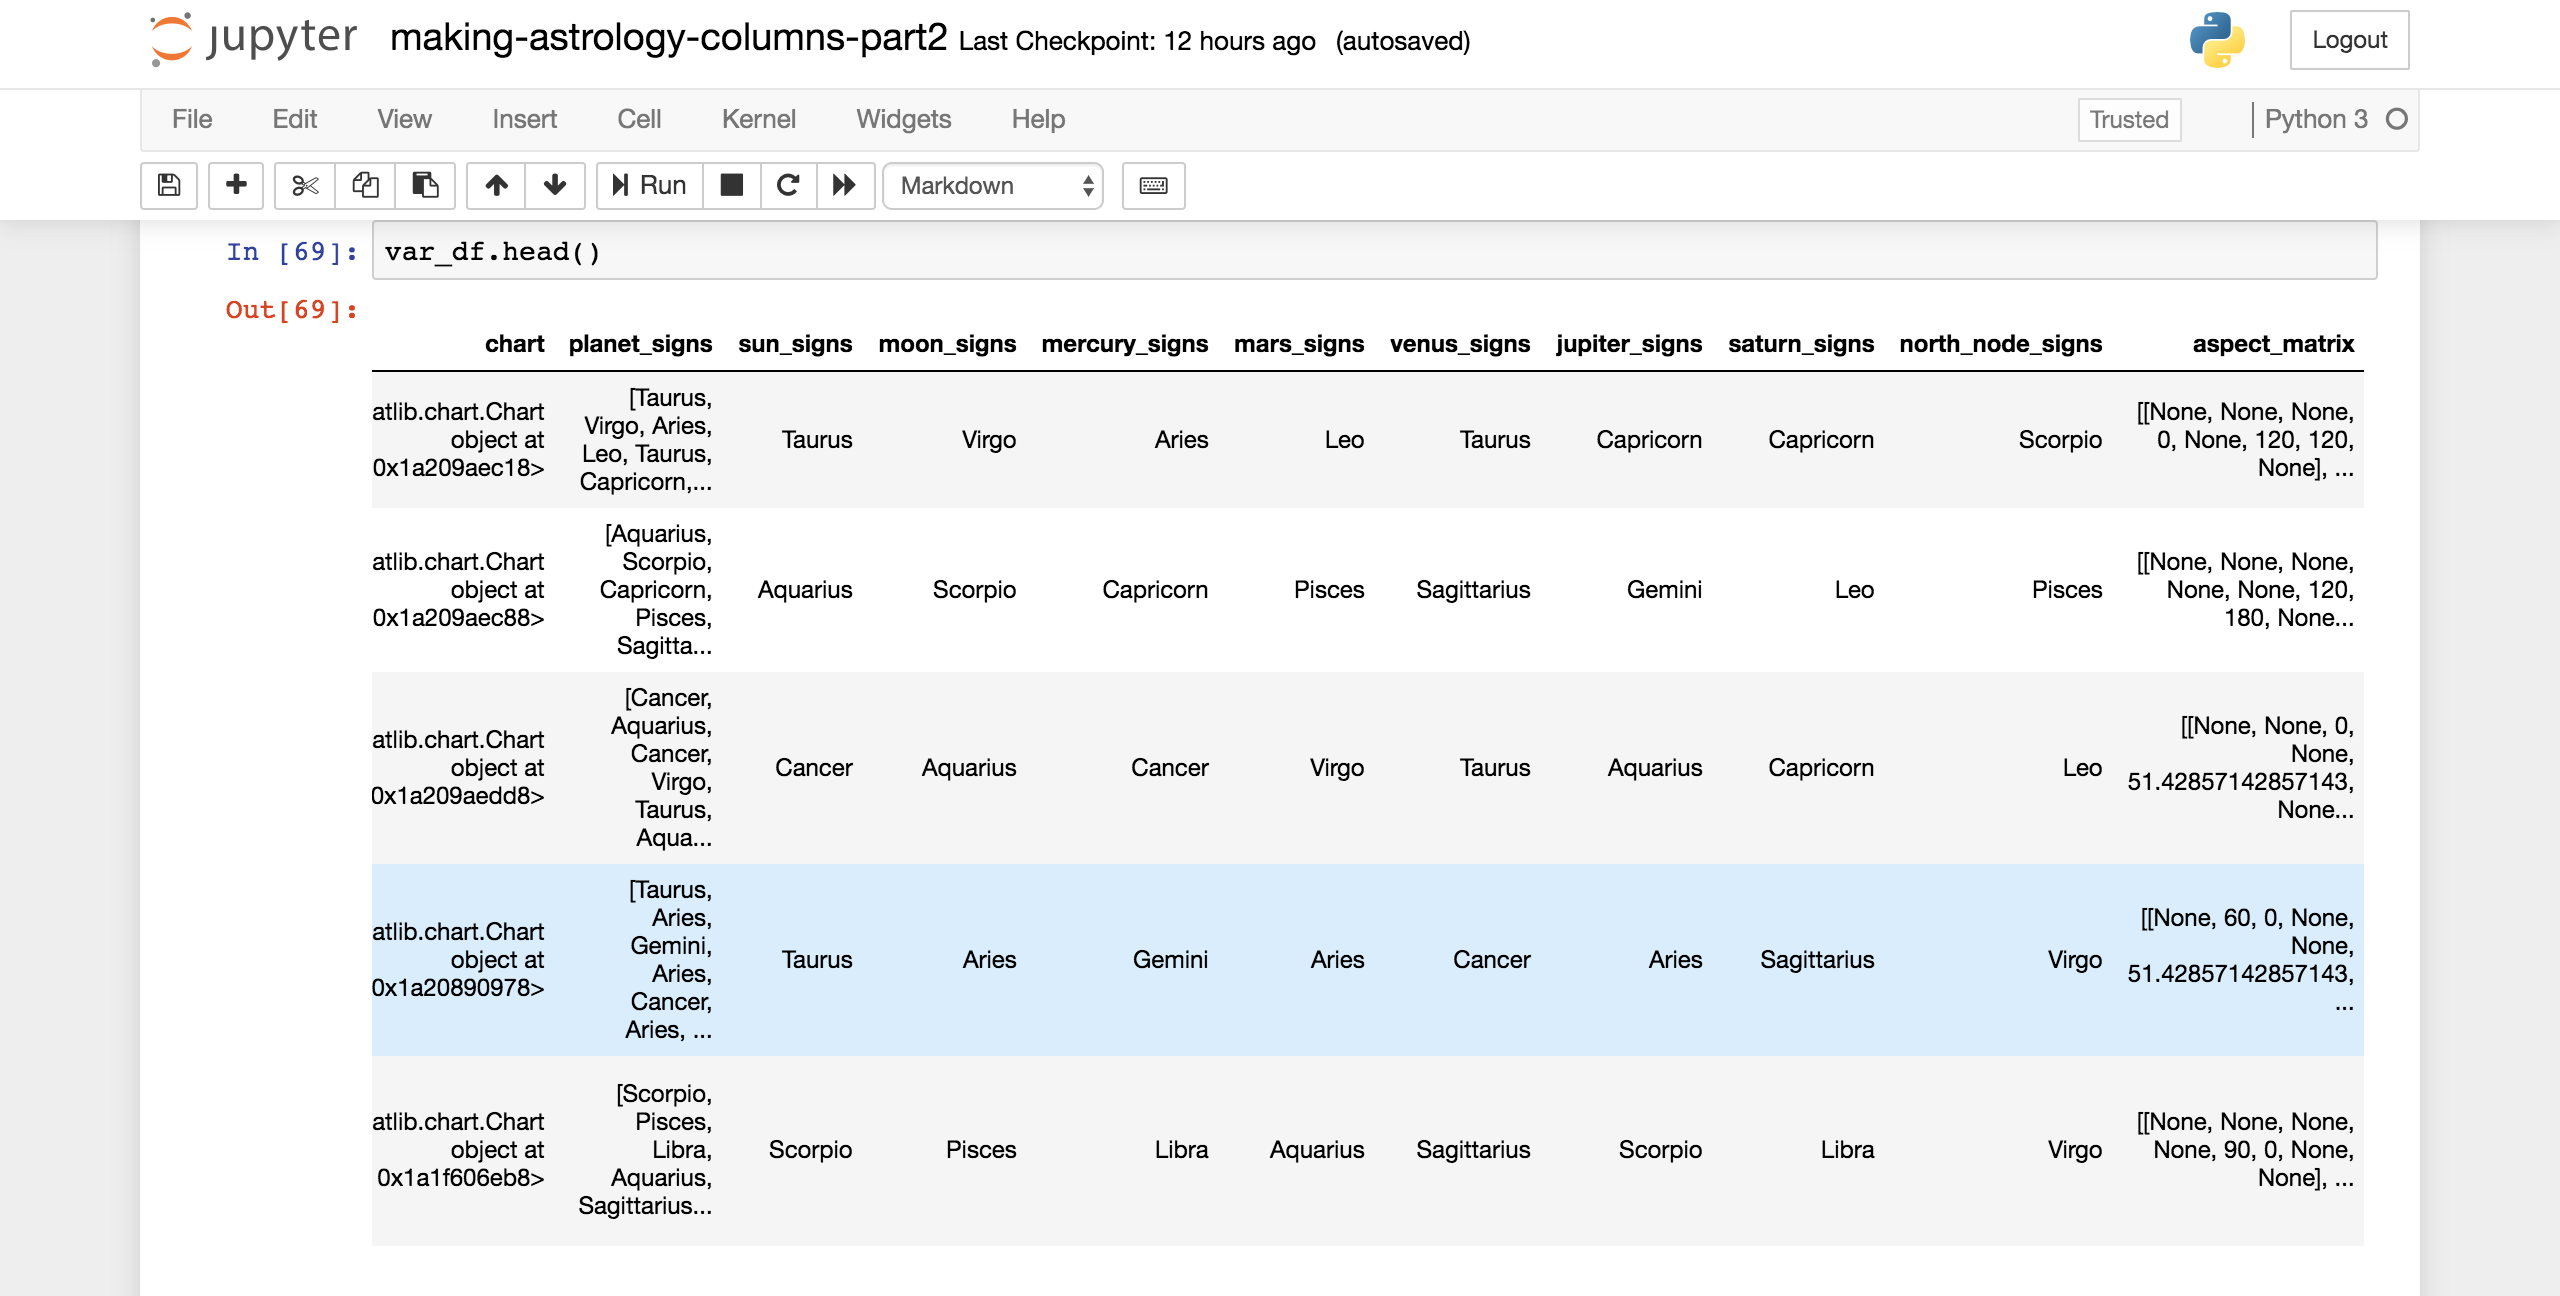 jupyter making-astrology-columns-part2 Last Checkpoint: 12 hours ago (autosaved) Logout
File Edit View Insert Cell Kernel Widgets Help Trusted Python 3
Run Markdown
In [69]: var_df.head()
Out[69]:
chart planet_signs sun_signs moon_signs mercury_signs mars_signs venus_signs jupiter_signs saturn_signs north_node_signs aspect_matrix
atlib.chart.Chart
object at
0x1a209aec18>
[Taurus,
Virgo, Aries,
Leo, Taurus,
Capricorn,...
Taurus Virgo Aries Leo Taurus Capricorn Capricorn Scorpio
[[None, None, None,
0, None, 120, 120,
None], ...
atlib.chart.Chart
object at
0x1a209aec88>
[Aquarius,
Scorpio,
Capricorn,
Pisces,
Sagitta...
Aquarius Scorpio Capricorn Pisces Sagittarius Gemini Leo Pisces
[[None, None, None,
None, None, 120,
180, None...
atlib.chart.Chart
object at
0x1a209aedd8>
[Cancer,
Aquarius,
Cancer,
Virgo,
Taurus,
Aqua...
Cancer Aquarius Cancer Virgo Taurus Aquarius Capricorn Leo
[[None, None, 0,
None,
51.42857142857143,
None...
atlib.chart.Chart
object at
0x1a20890978>
[Taurus,
Aries,
Gemini,
Aries,
Cancer,
Aries, ...
Taurus Aries Gemini Aries Cancer Aries Sagittarius Virgo
[[None, 60, 0, None,
None,
51.42857142857143,
...
atlib.chart.Chart
object at
0x1a1f606eb8>
[Scorpio,
Pisces,
Libra,
Aquarius,
Sagittarius...
Scorpio Pisces Libra Aquarius Sagittarius Scorpio Libra Virgo
[[None, None, None,
None, 90, 0, None,
None], ...